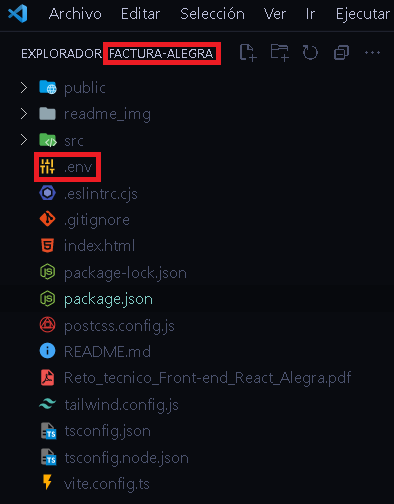 Archivo Editar Selección Ver Ir Ejecutar
EXPLORADOR FACTURA-ALEGRA
public
readme_img
src
.env
.eslintrc.cjs
.gitignore
index.html
package-lock.json
package.json
postcss.config.js
README.md
Reto_tecnico_Front-end_React_Alegra.pdf
tailwind.config.js
tsconfig.json
tsconfig.node.json
vite.config.ts